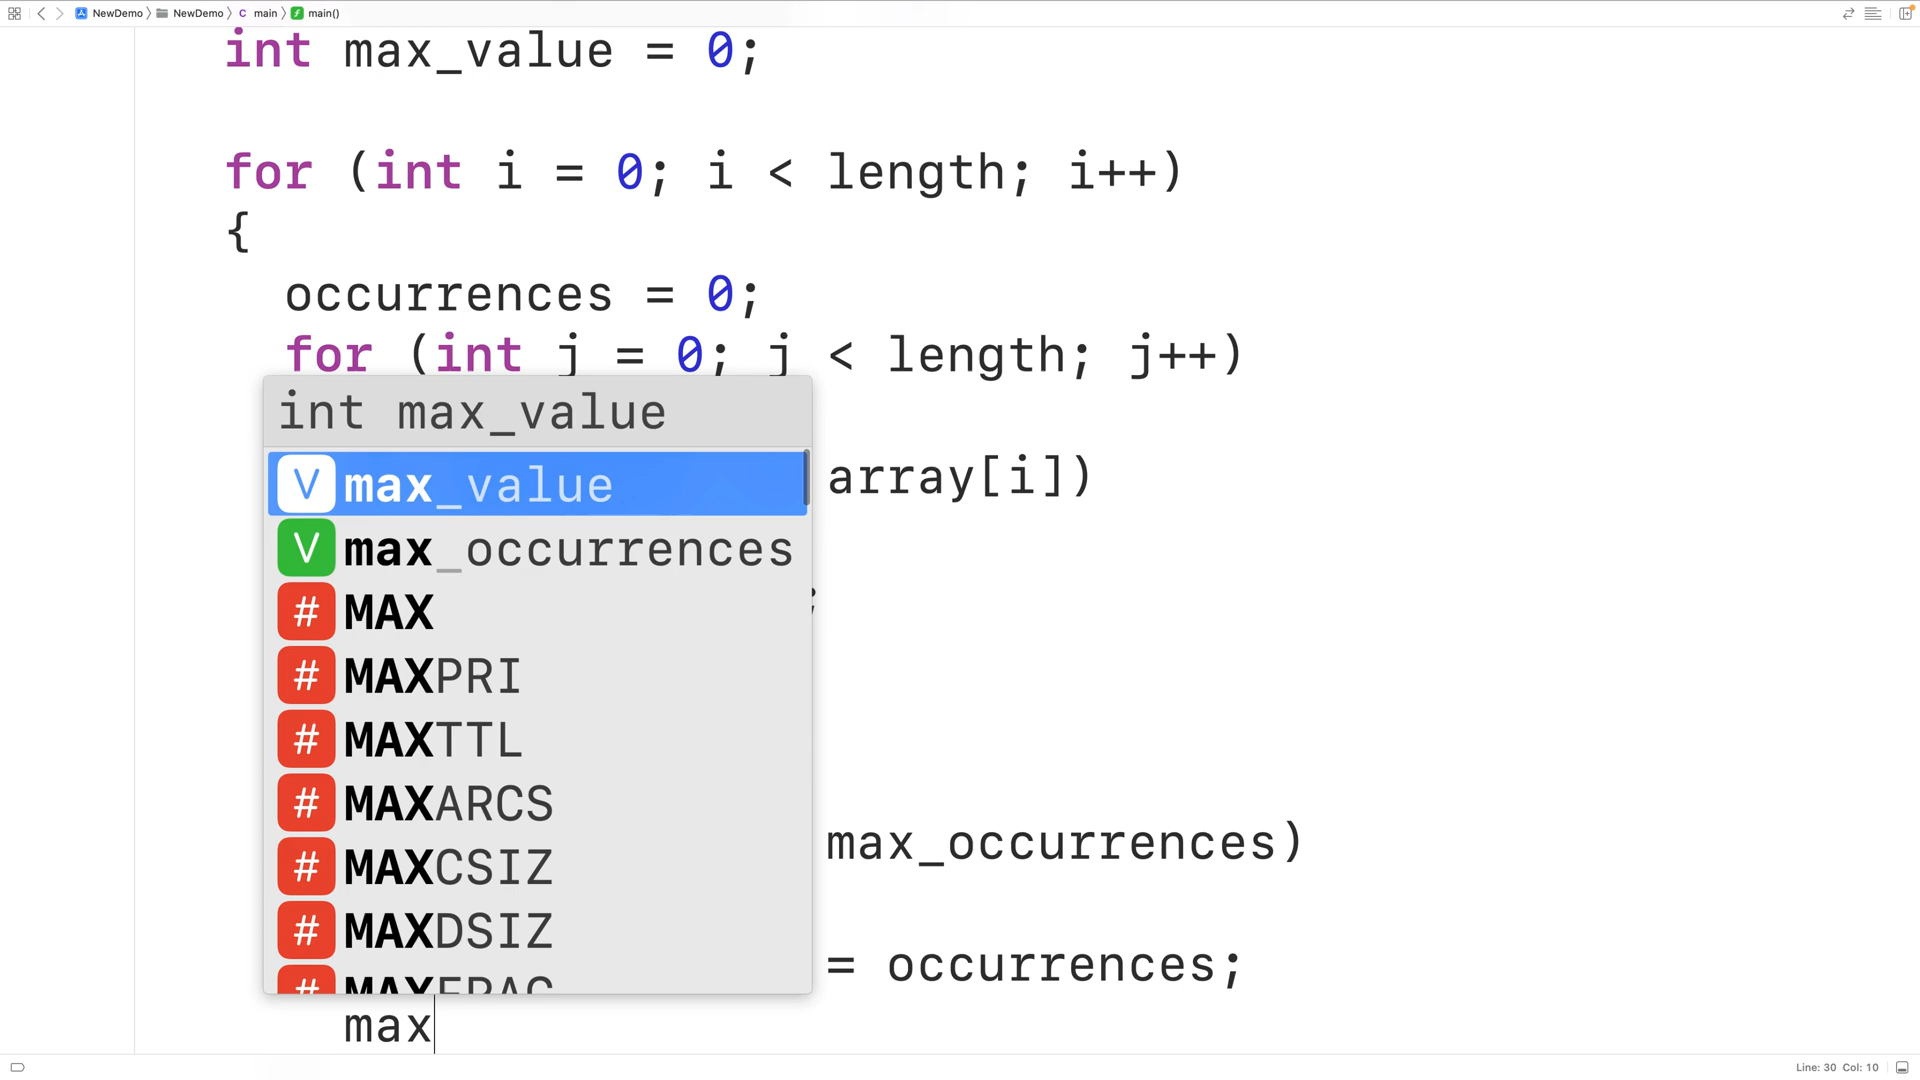 NewDemo NewDemo C main f main()
int max_value = 0;
for (int i = 0; i < length; i++)
{
occurrences = 0;
for (int j = 0; j < length; j++)
int max_value
V max_value
array[i])
V max_occurrences
;
# MAX
# MAXPRI
# MAXTTL
# MAXARCS
max_occurrences)
# MAXCSIZ
# MAXDSIZ
= occurrences;
max
Line: 30 Col: 10